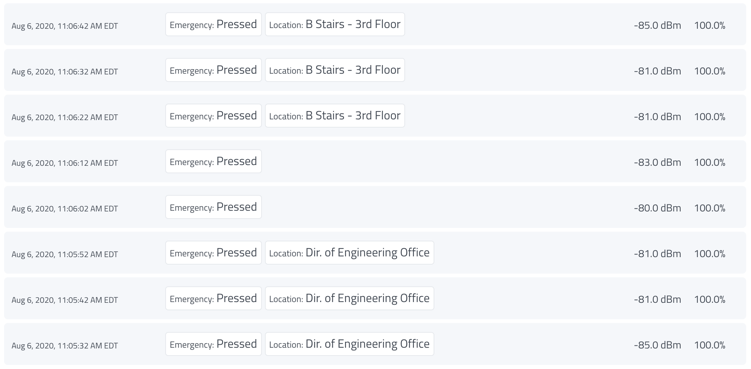 Aug 6, 2020, 11:06:42 AM EDT Emergency: Pressed Location: B Stairs - 3rd Floor -85.0 dBm 100.0%
Aug 6, 2020, 11:06:32 AM EDT Emergency: Pressed Location: B Stairs - 3rd Floor -81.0 dBm 100.0%
Aug 6, 2020, 11:06:22 AM EDT Emergency: Pressed Location: B Stairs - 3rd Floor -81.0 dBm 100.0%
Aug 6, 2020, 11:06:12 AM EDT Emergency: Pressed -83.0 dBm 100.0%
Aug 6, 2020, 11:06:02 AM EDT Emergency: Pressed -80.0 dBm 100.0%
Aug 6, 2020, 11:05:52 AM EDT Emergency: Pressed Location: Dir. of Engineering Office -81.0 dBm 100.0%
Aug 6, 2020, 11:05:42 AM EDT Emergency: Pressed Location: Dir. of Engineering Office -81.0 dBm 100.0%
Aug 6, 2020, 11:05:32 AM EDT Emergency: Pressed Location: Dir. of Engineering Office -85.0 dBm 100.0%